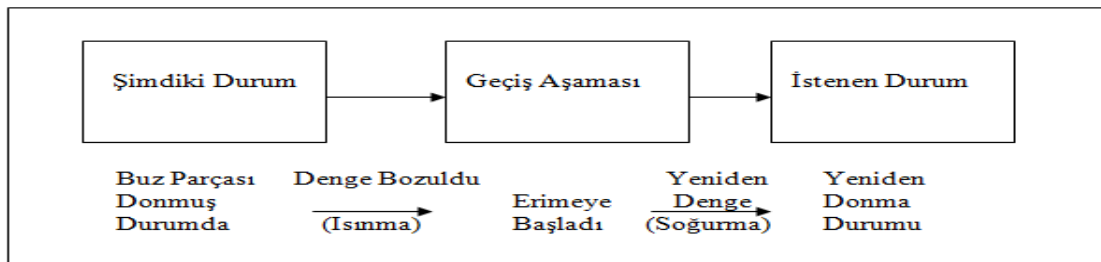 Şimdiki Durum
Geçiş Aşaması
İstenen Durum
Buz Parçası
Donmuş
Durumda
Denge Bozuldu
(Isınma)
Erimeye
Başladı
Yeniden
Denge
(Soğurma)
Yeniden
Donma
Durumu